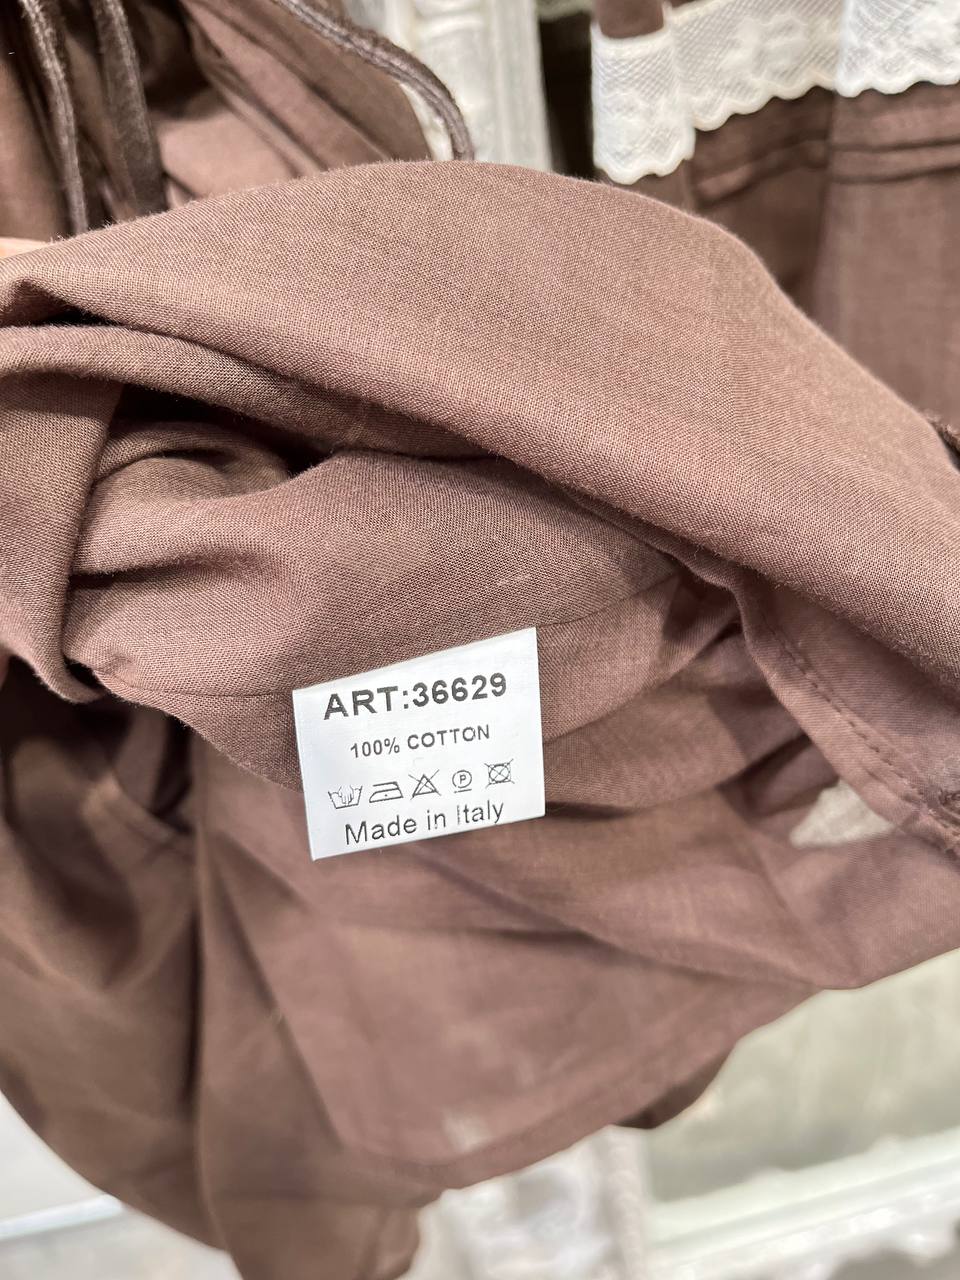 ART:36629
100% COTTON
P
Made in Italy